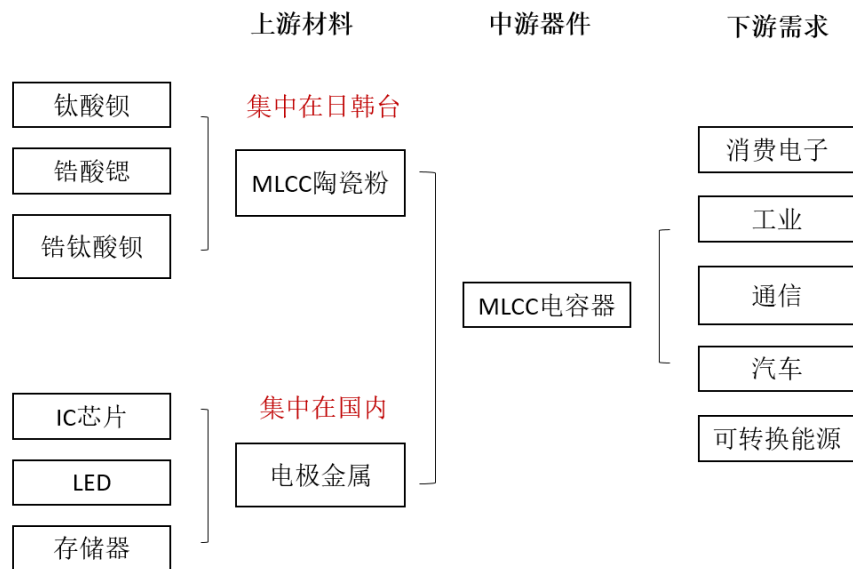 上游材料
中游器件
下游需求
钛酸钡
锆酸锶
锆钛酸钡
集中在日韩台
MLCC陶瓷粉
IC芯片
LED
存储器
集中在国内
电极金属
MLCC电容器
消费电子
工业
通信
汽车
可转换能源